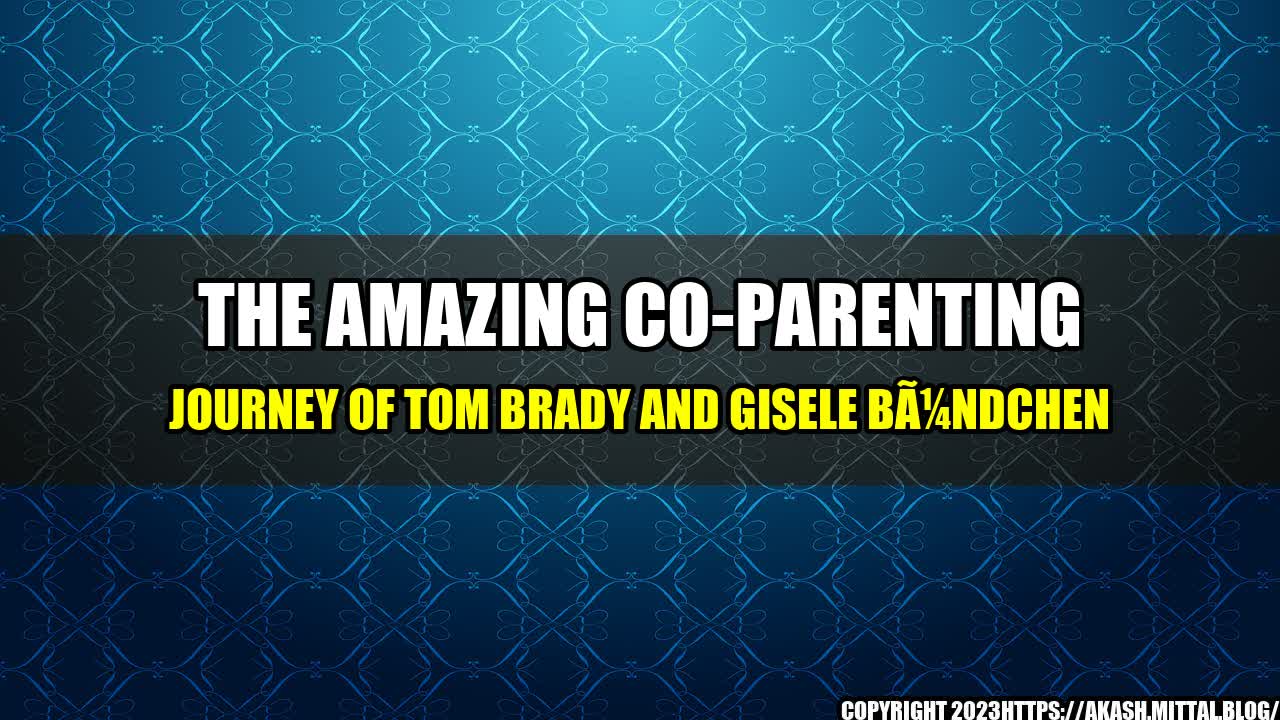 THE AMAZING CO-PARENTING
JOURNEY OF TOM BRADY AND GISELE BÃ¼NDCHEN
COPYRIGHT 2023HTTPS://AKASH.MITTAL.BLOG/